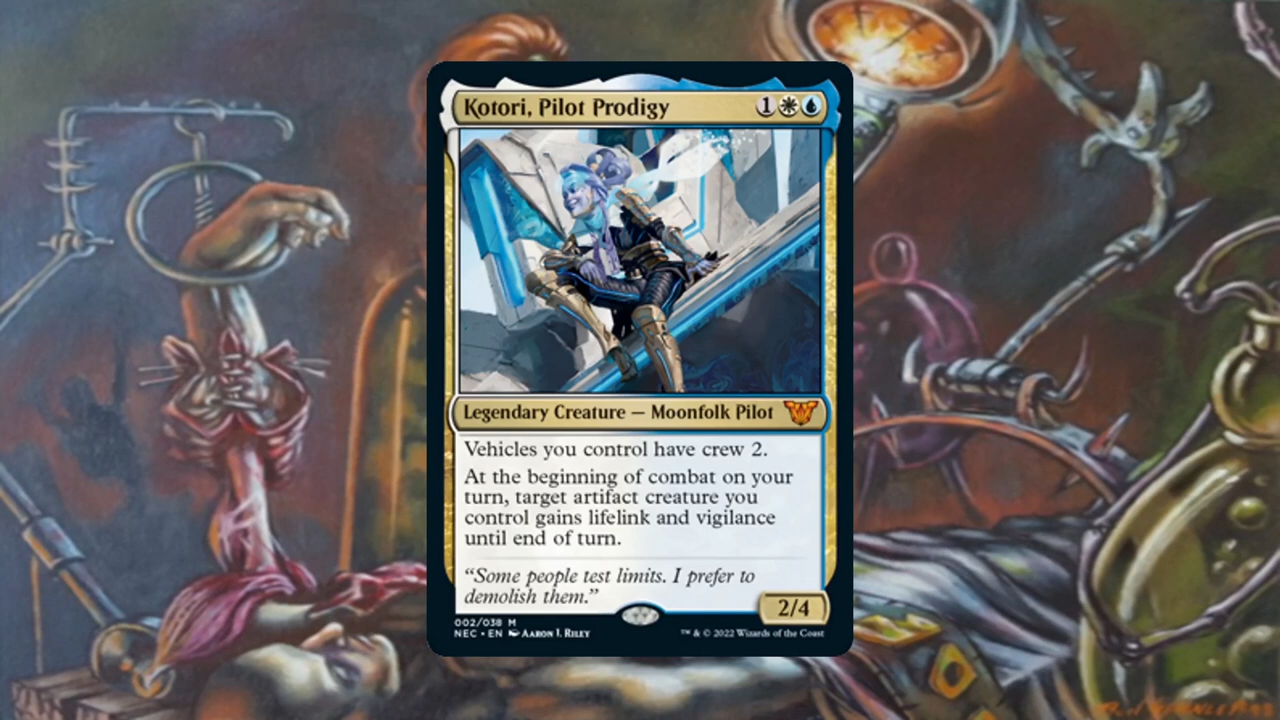 Kotori, Pilot Prodigy 1
Legendary Creature — Moonfolk Pilot
Vehicles you control have crew 2.
At the beginning of combat on your
turn, target artifact creature you
control gains lifelink and vigilance
until end of turn.
“Some people test limits. I prefer to
demolish them.”
2/4
002/038 M
NEC • EN Aaron J. Riley
™ & © 2022 Wizards of the Coast